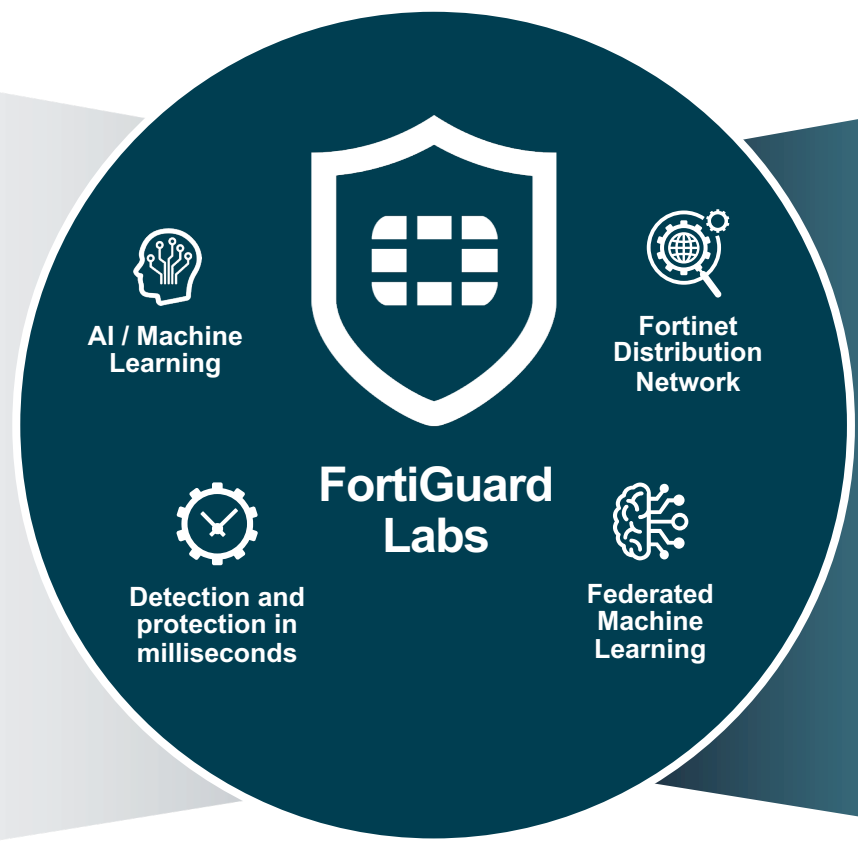 AI / Machine
Learning
Fortinet
Distribution
Network
FortiGuard
Labs
Detection and
protection in
milliseconds
Federated
Machine
Learning